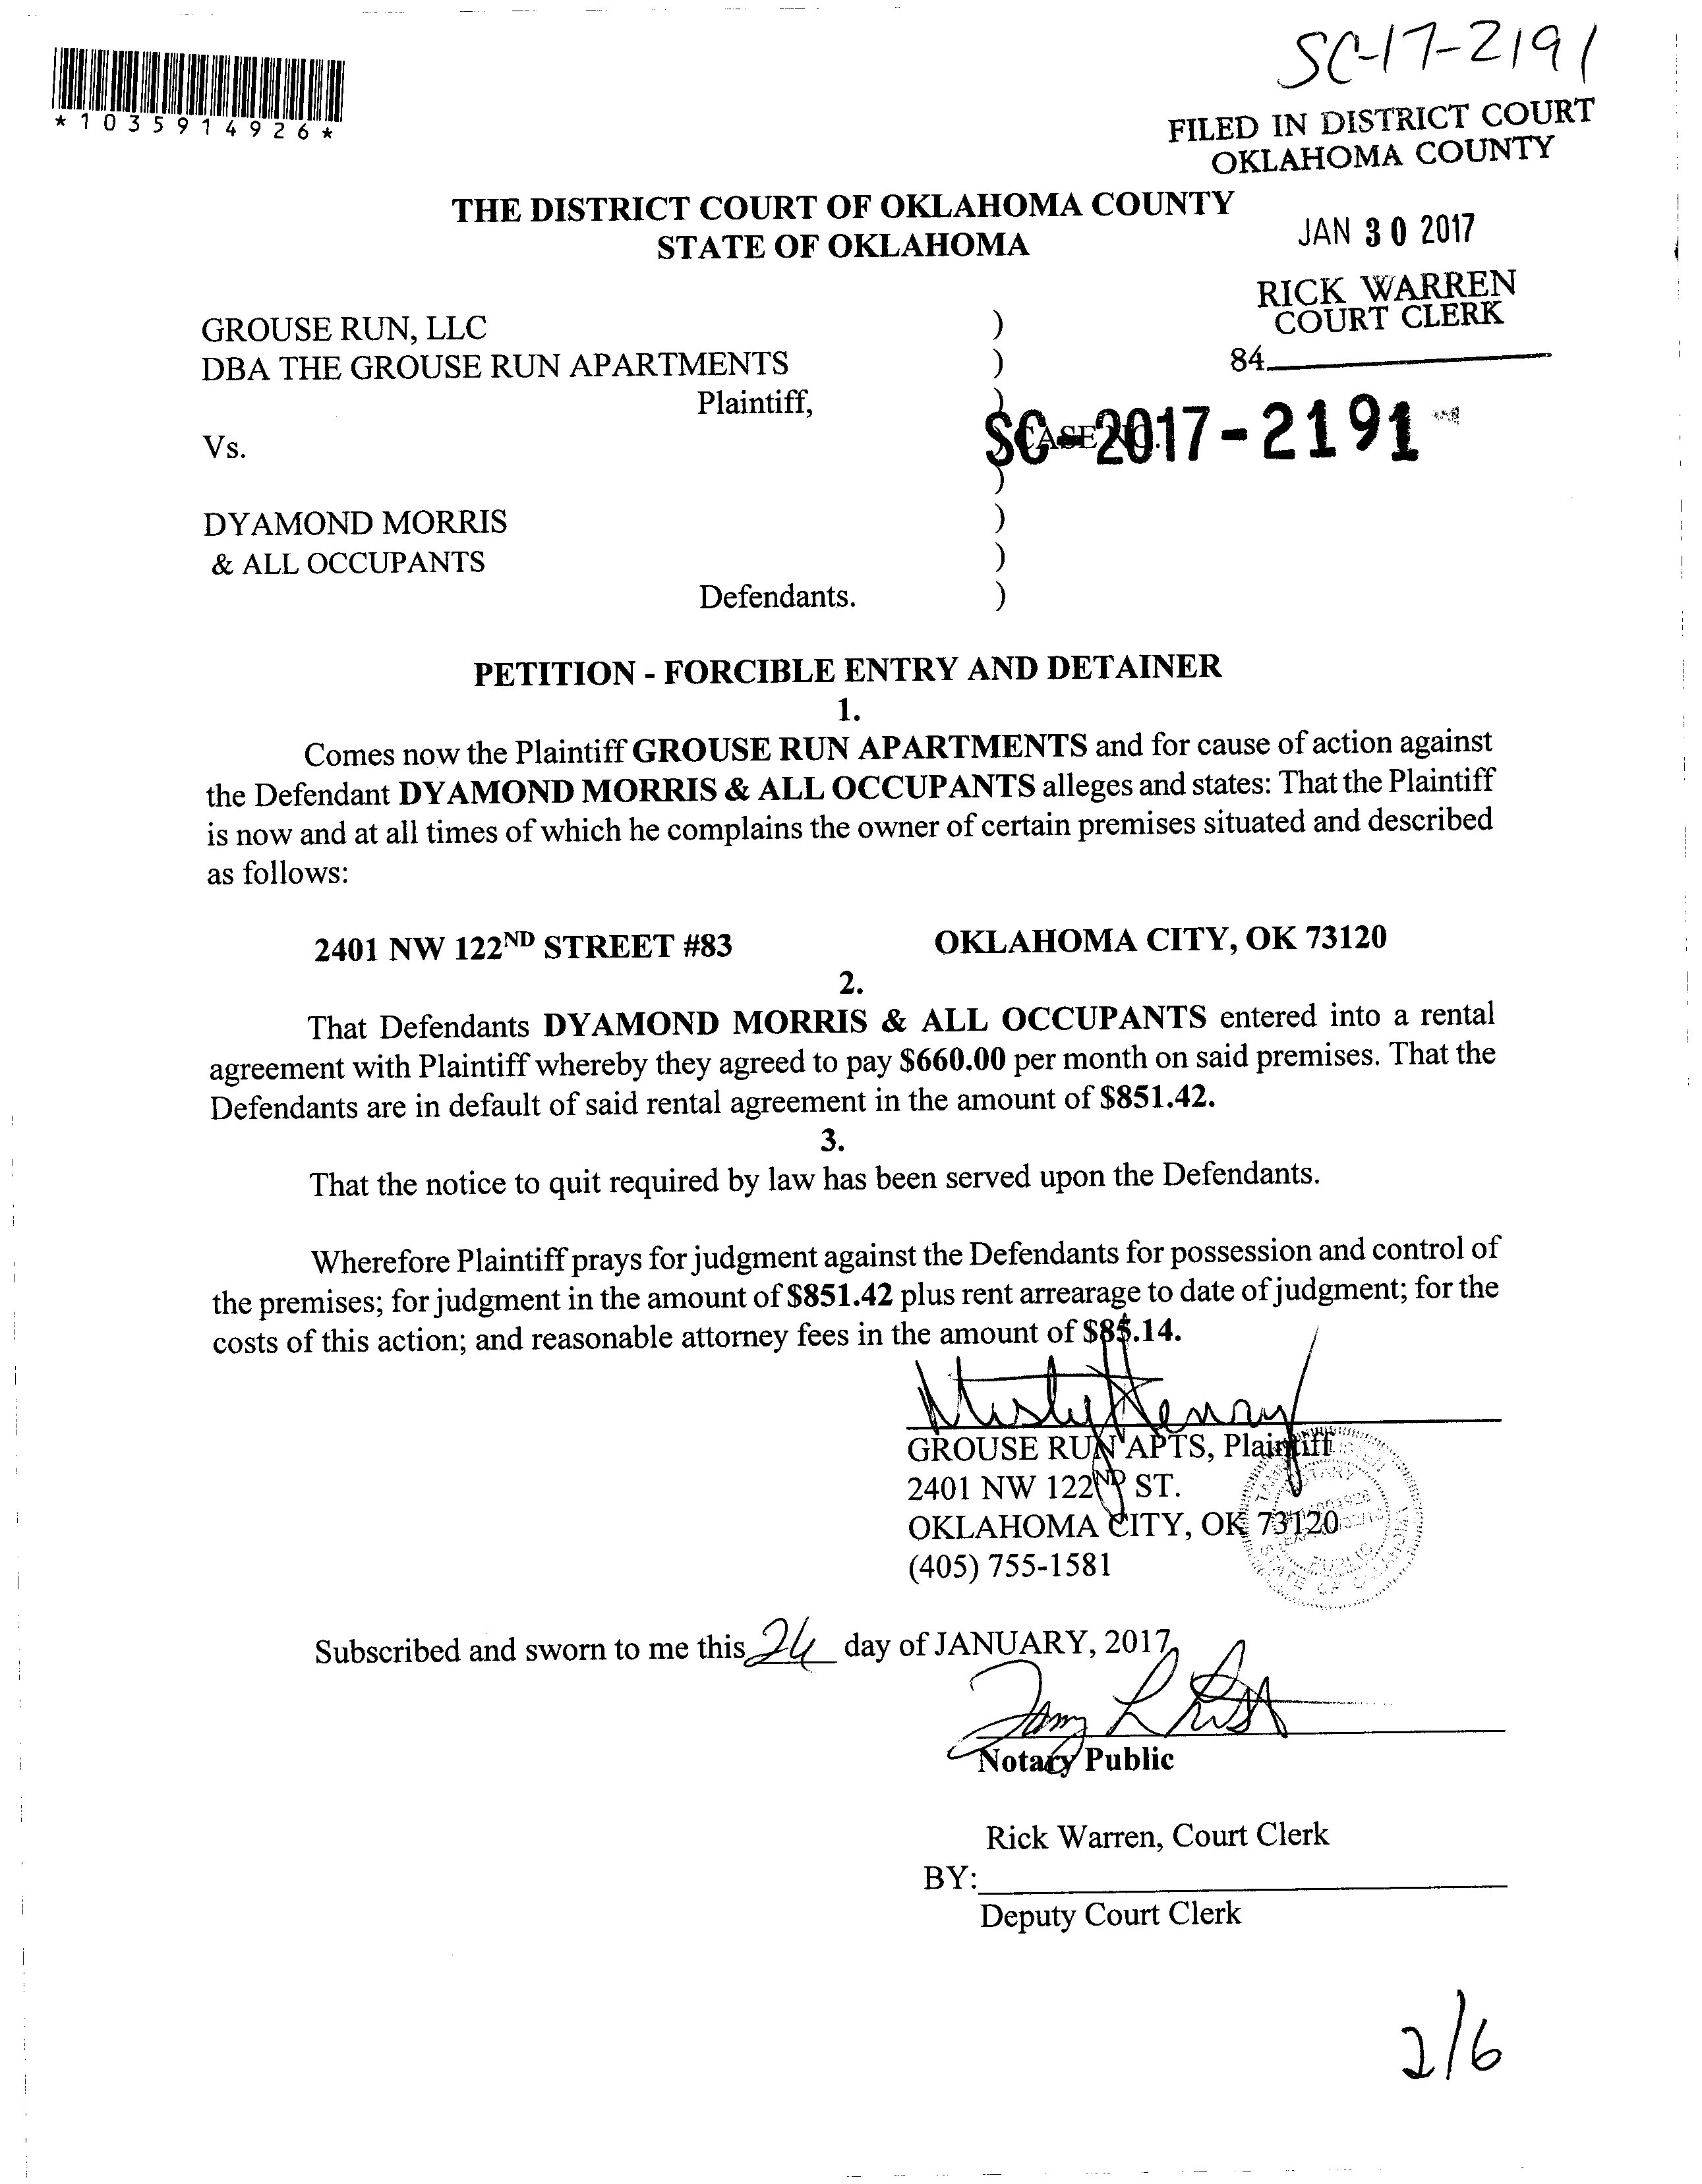 SC-17-2191
*1035914926*
FILED IN DISTRICT COURT
OKLAHOMA COUNTY
THE DISTRICT COURT OF OKLAHOMA COUNTY
STATE OF OKLAHOMA
JAN 30 2017
RICK WARREN
COURT CLERK
84
GROUSE RUN, LLC )
DBA THE GROUSE RUN APARTMENTS )
Plaintiff, )
Vs. ) CASE NO.
SC-2017-2191
)
DYAMOND MORRIS )
& ALL OCCUPANTS )
Defendants. )
PETITION - FORCIBLE ENTRY AND DETAINER
1.
Comes now the Plaintiff GROUSE RUN APARTMENTS and for cause of action against
the Defendant DYAMOND MORRIS & ALL OCCUPANTS alleges and states: That the Plaintiff
is now and at all times of which he complains the owner of certain premises situated and described
as follows:
2401 NW 122ND STREET #83 OKLAHOMA CITY, OK 73120
2.
That Defendants DYAMOND MORRIS & ALL OCCUPANTS entered into a rental
agreement with Plaintiff whereby they agreed to pay $660.00 per month on said premises. That the
Defendants are in default of said rental agreement in the amount of $851.42.
3.
That the notice to quit required by law has been served upon the Defendants.
Wherefore Plaintiff prays for judgment against the Defendants for possession and control of
the premises; for judgment in the amount of $851.42 plus rent arrearage to date of judgment; for the
costs of this action; and reasonable attorney fees in the amount of $85.14.
Misty Henry
GROUSE RUN APTS, Plaintiff
2401 NW 122ND ST.
OKLAHOMA CITY, OK 73120
(405) 755-1581
NOTARY
PUBLIC
STATE OF OKLAHOMA
Subscribed and sworn to me this 24 day of JANUARY, 2017
Notary Public
Rick Warren, Court Clerk
BY:
Deputy Court Clerk
2/6